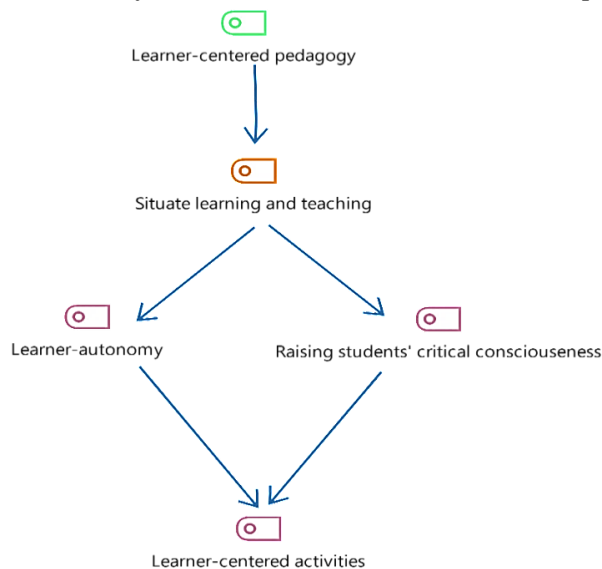 Learner-centered pedagogy
Situate learning and teaching
Learner-autonomy
Raising students' critical consciouseness
Learner-centered activities